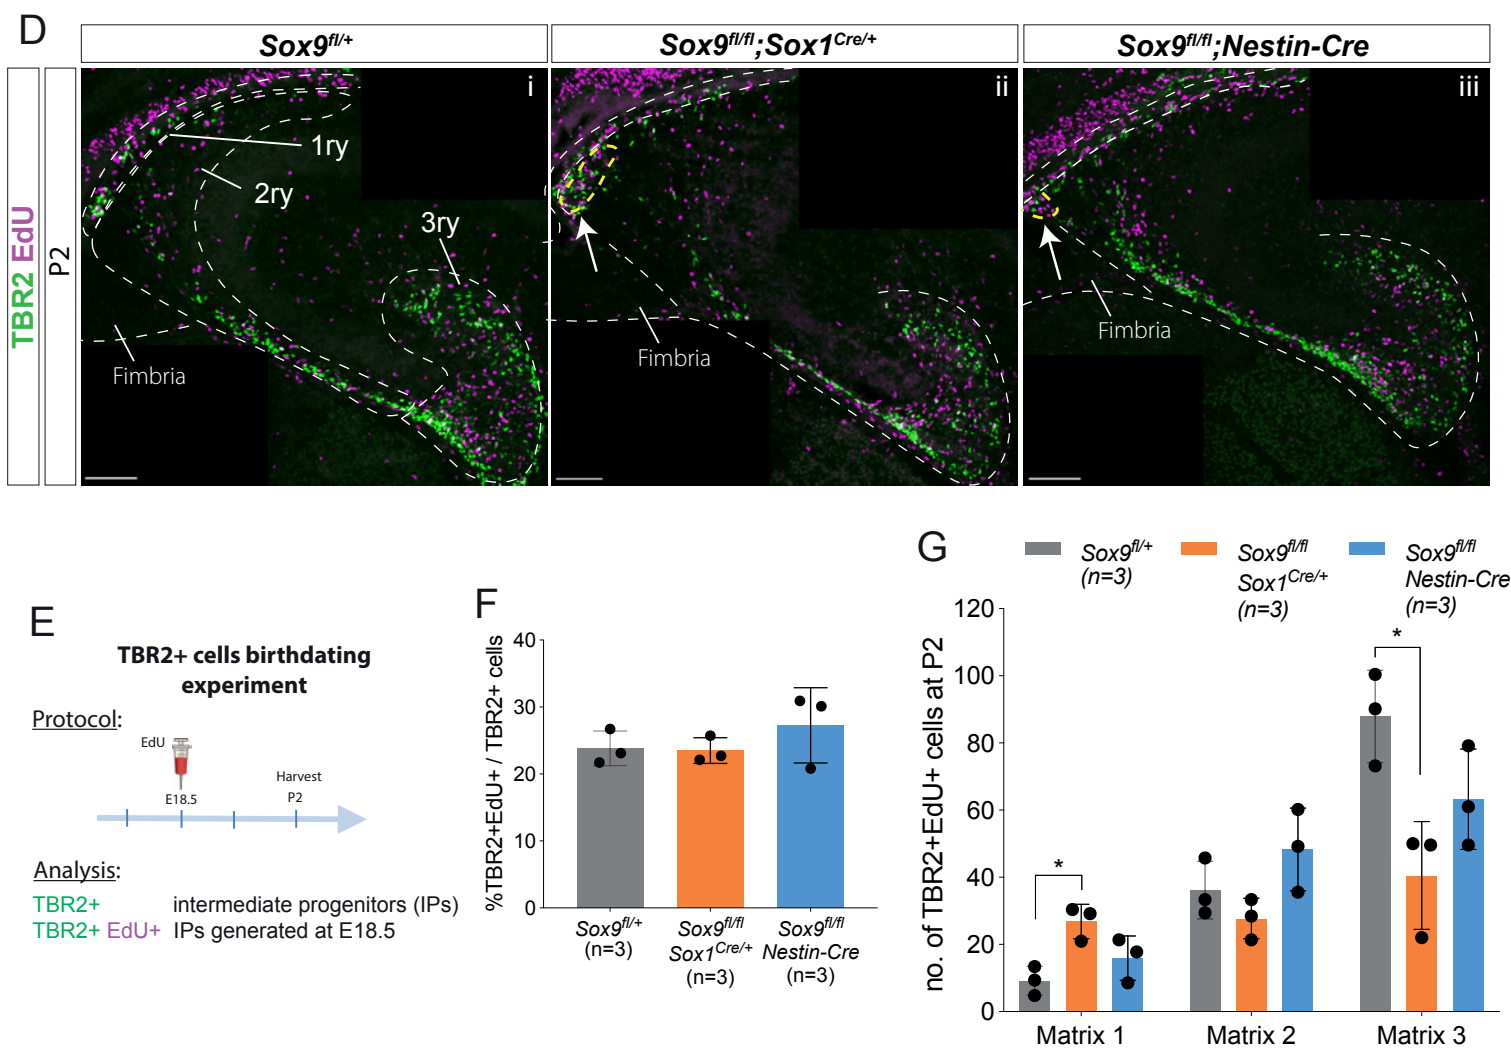 D
Sox9fl/+
Sox9fl/fl;Sox1Cre/+
Sox9fl/fl;Nestin-Cre
TBR2 EdU
P2
i
1ry
2ry
3ry
Fimbria
ii
Fimbria
iii
Fimbria
E
TBR2+ cells birthdating
experiment
Protocol:
EdU
E18.5
Harvest
P2
Analysis:
TBR2+ intermediate progenitors (IPs)
TBR2+ EdU+ IPs generated at E18.5
F
%TBR2+EdU+ / TBR2+ cells
40
30
20
10
0
Sox9fl/+
(n=3)
Sox9fl/fl
Sox1Cre/+
(n=3)
Sox9fl/fl
Nestin-Cre
(n=3)
G
Sox9fl/+
(n=3)
Sox9fl/fl
Sox1Cre/+
(n=3)
Sox9fl/fl
Nestin-Cre
(n=3)
no. of TBR2+EdU+ cells at P2
120
100
80
60
40
20
0
*
*
Matrix 1
Matrix 2
Matrix 3